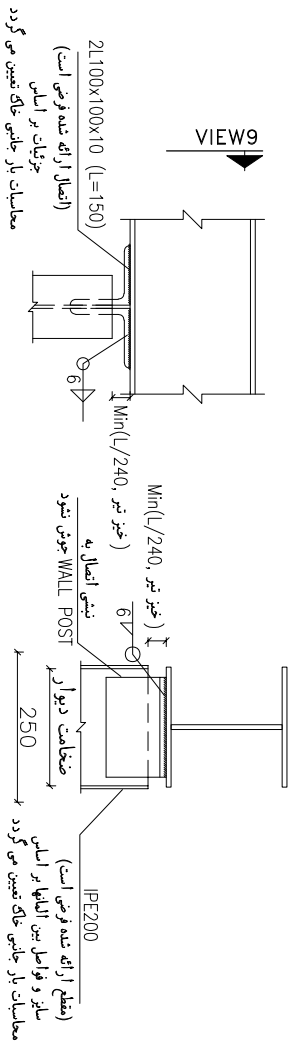 VIEW9
2L100x100x10 (L=150)
(اتصال ارائه شده فرضی است)
جزئیات بر اساس
محاسبات بار جانبی خاک تعیین می گردد
6
Min(L/240, خیز تیر )
Min(L/240, خیز تیر )
6
نبشی اتصال به
WALL POST جوش نشود
ضخامت دیوار
250
IPE200
(مقطع ارائه شده فرضی است)
سایز و فواصل بین المانها بر اساس
محاسبات بار جانبی خاک تعیین می گردد